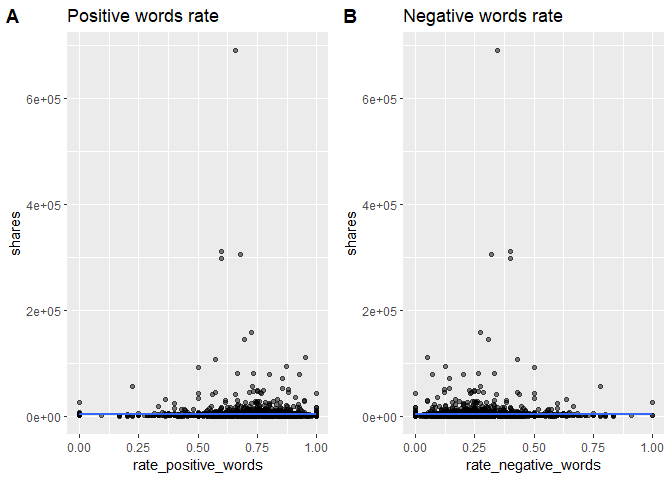 A Positive words rate
6e+05
4e+05
2e+05
0e+00
shares
0.00 0.25 0.50 0.75 1.00
rate_positive_words
B Negative words rate
6e+05
4e+05
2e+05
0e+00
shares
0.00 0.25 0.50 0.75 1.00
rate_negative_words